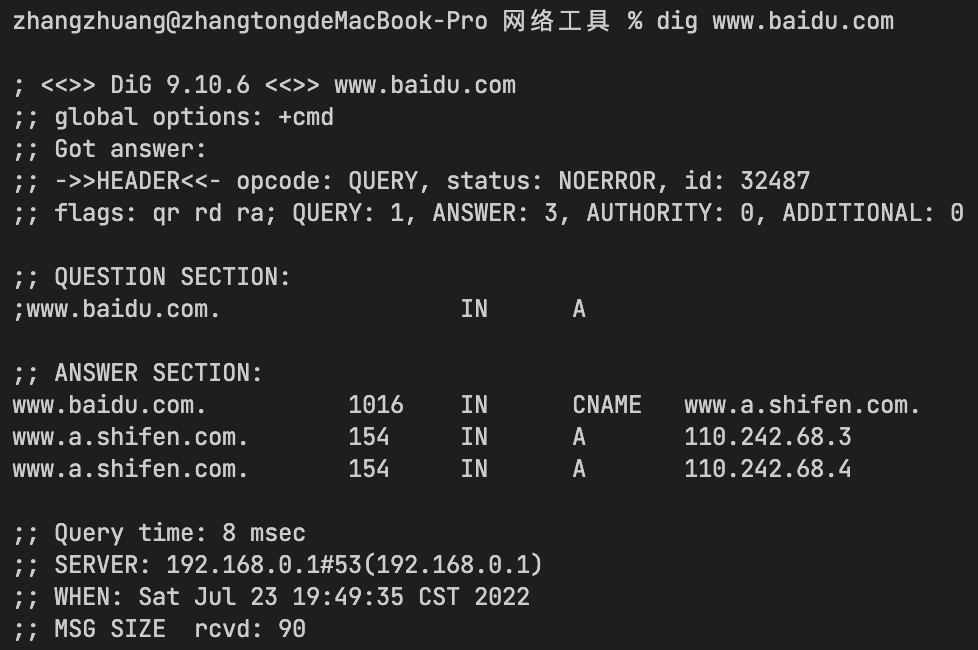 zhangzhuang@zhangtongdeMacBook-Pro 网络工具 % dig www.baidu.com

; <<>> DiG 9.10.6 <<>> www.baidu.com
;; global options: +cmd
;; Got answer:
;; ->>HEADER<<- opcode: QUERY, status: NOERROR, id: 32487
;; flags: qr rd ra; QUERY: 1, ANSWER: 3, AUTHORITY: 0, ADDITIONAL: 0

;; QUESTION SECTION:
;www.baidu.com.			IN	A

;; ANSWER SECTION:
www.baidu.com.		1016	IN	CNAME	www.a.shifen.com.
www.a.shifen.com.	154	IN	A	110.242.68.3
www.a.shifen.com.	154	IN	A	110.242.68.4

;; Query time: 8 msec
;; SERVER: 192.168.0.1#53(192.168.0.1)
;; WHEN: Sat Jul 23 19:49:35 CST 2022
;; MSG SIZE  rcvd: 90